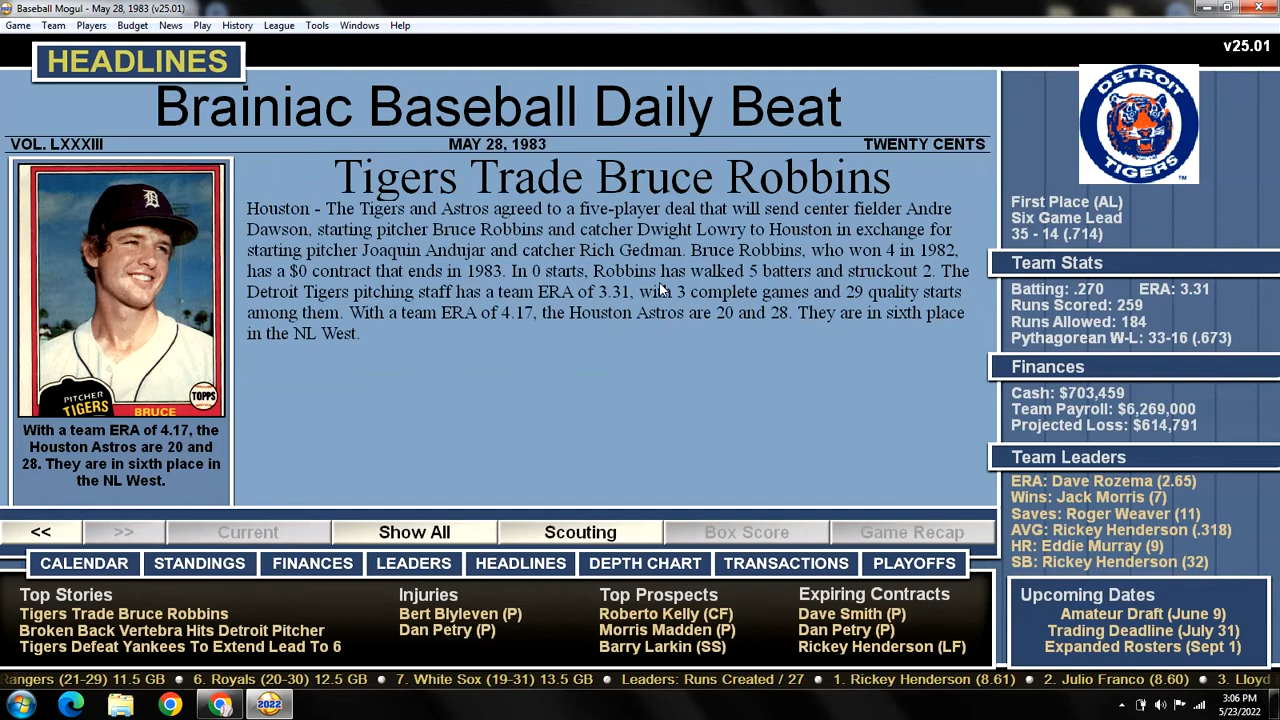 Baseball Mogul - May 28, 1983 (v25.01)
Game Team Players Budget News Play History League Tools Windows Help
HEADLINES
v25.01
Brainiac Baseball Daily Beat
VOL. LXXXIII MAY 28, 1983 TWENTY CENTS
Tigers Trade Bruce Robbins
Houston - The Tigers and Astros agreed to a five-player deal that will send center fielder Andre
Dawson, starting pitcher Bruce Robbins and catcher Dwight Lowry to Houston in exchange for
starting pitcher Joaquin Andujar and catcher Rich Gedman. Bruce Robbins, who won 4 in 1982,
has a $0 contract that ends in 1983. In 0 starts, Robbins has walked 5 batters and struckout 2. The
Detroit Tigers pitching staff has a team ERA of 3.31, with 3 complete games and 29 quality starts
among them. With a team ERA of 4.17, the Houston Astros are 20 and 28. They are in sixth place
in the NL West.
D
PITCHER
TIGERS
BRUCE
TOPPS
With a team ERA of 4.17, the
Houston Astros are 20 and
28. They are in sixth place in
the NL West.
DETROIT
TIGERS
TM
First Place (AL)
Six Game Lead
35 - 14 (.714)
Team Stats
Batting: .270 ERA: 3.31
Runs Scored: 259
Runs Allowed: 184
Pythagorean W-L: 33-16 (.673)
Finances
Cash: $703,459
Team Payroll: $6,269,000
Projected Loss: $614,791
Team Leaders
ERA: Dave Rozema (2.65)
Wins: Jack Morris (7)
Saves: Roger Weaver (11)
AVG: Rickey Henderson (.318)
HR: Eddie Murray (9)
SB: Rickey Henderson (32)
<< >> Current Show All Scouting Box Score Game Recap
CALENDAR STANDINGS FINANCES LEADERS HEADLINES DEPTH CHART TRANSACTIONS PLAYOFFS
Top Stories
Tigers Trade Bruce Robbins
Broken Back Vertebra Hits Detroit Pitcher
Tigers Defeat Yankees To Extend Lead To 6
Injuries
Bert Blyleven (P)
Dan Petry (P)
Top Prospects
Roberto Kelly (CF)
Morris Madden (P)
Barry Larkin (SS)
Expiring Contracts
Dave Smith (P)
Dan Petry (P)
Rickey Henderson (LF)
Upcoming Dates
Amateur Draft (June 9)
Trading Deadline (July 31)
Expanded Rosters (Sept 1)
Rangers (21-29) 11.5 GB • 6. Royals (20-30) 12.5 GB • 7. White Sox (19-31) 13.5 GB • Leaders: Runs Created / 27 • 1. Rickey Henderson (8.61) • 2. Julio Franco (8.60) • 3. Lloyd
2022
3:06 PM
5/23/2022